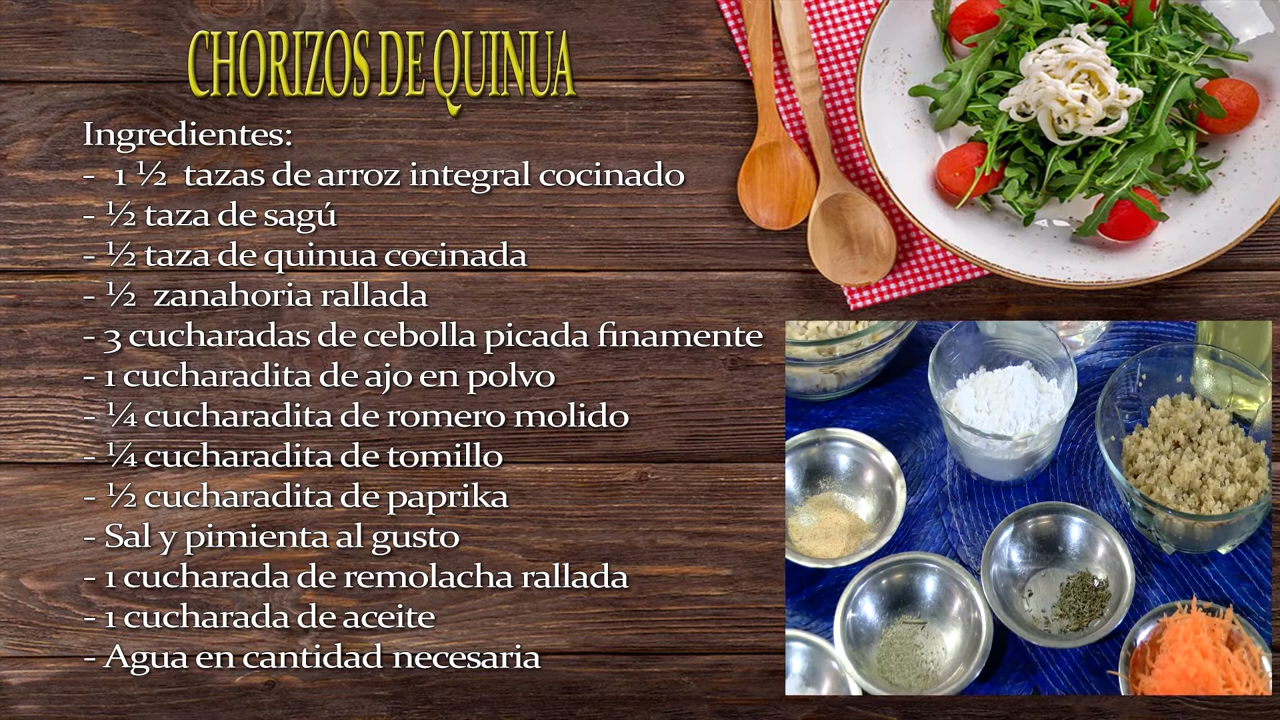 CHORIZOS DE QUINUA
Ingredientes:
- 1 ½ tazas de arroz integral cocinado
- ½ taza de sagú
- ½ taza de quinua cocinada
- ½ zanahoria rallada
- 3 cucharadas de cebolla picada finamente
- 1 cucharadita de ajo en polvo
- ¼ cucharadita de romero molido
- ¼ cucharadita de tomillo
- ½ cucharadita de paprika
- Sal y pimienta al gusto
- 1 cucharada de remolacha rallada
- 1 cucharada de aceite
- Agua en cantidad necesaria